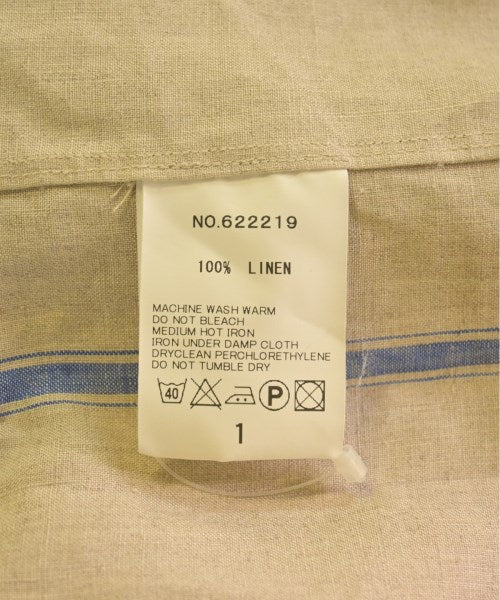 NO.622219
100% LINEN
MACHINE WASH WARM
DO NOT BLEACH
MEDIUM HOT IRON
IRON UNDER DAMP CLOTH
DRYCLEAN PERCHLORETHYLENE
DO NOT TUMBLE DRY
40 P
1